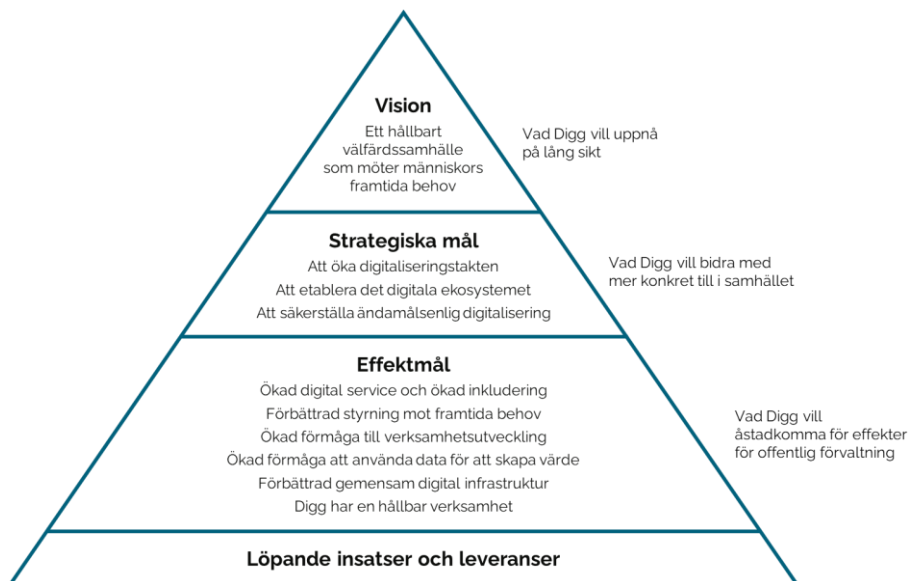 Vision
Ett hållbart
välfärdssamhälle
som möter människors
framtida behov
Vad Digg vill uppnå
på lång sikt
Strategiska mål
Att öka digitaliseringstakten
Att etablera det digitala ekosystemet
Att säkerställa ändamålsenlig digitalisering
Vad Digg vill bidra med
mer konkret till i samhället
Effektmål
Ökad digital service och ökad inkludering
Förbättrad styrning mot framtida behov
Ökad förmåga till verksamhetsutveckling
Ökad förmåga att använda data för att skapa värde
Förbättrad gemensam digital infrastruktur
Digg har en hållbar verksamhet
Vad Digg vill
åstadkomma för effekter
för offentlig förvaltning
Löpande insatser och leveranser